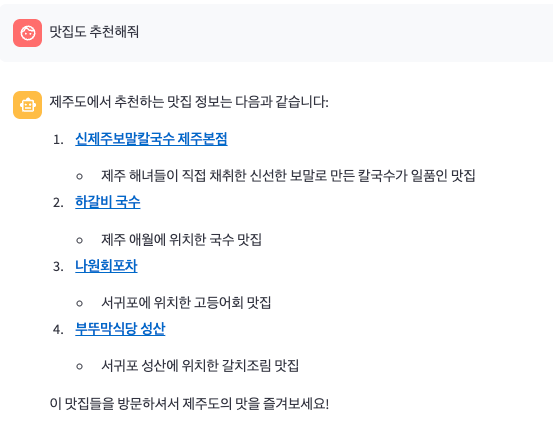 맛집도 추천해줘
제주도에서 추천하는 맛집 정보는 다음과 같습니다:
1. 신제주보말칼국수 제주본점
제주 해녀들이 직접 채취한 신선한 보말로 만든 칼국수가 일품인 맛집
2. 하갈비 국수
제주 애월에 위치한 국수 맛집
3. 나원회포차
서귀포에 위치한 고등어회 맛집
4. 부뚜막식당 성산
서귀포 성산에 위치한 갈치조림 맛집
이 맛집들을 방문하셔서 제주도의 맛을 즐겨보세요!